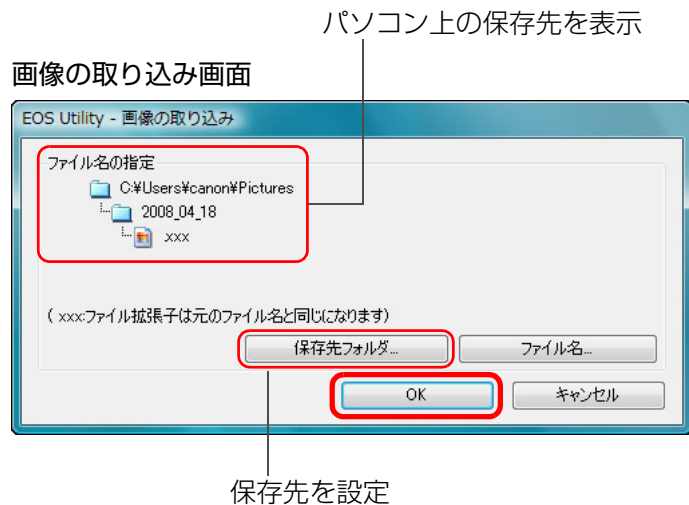 パソコン上の保存先を表示
画像の取り込み画面
EOS Utility - 画像の取り込み
ファイル名の指定
C:¥Users¥canon¥Pictures
2008_04_18
xxx
( xxx:ファイル拡張子は元のファイル名と同じになります)
保存先フォルダ... ファイル名...
OK キャンセル
保存先を設定